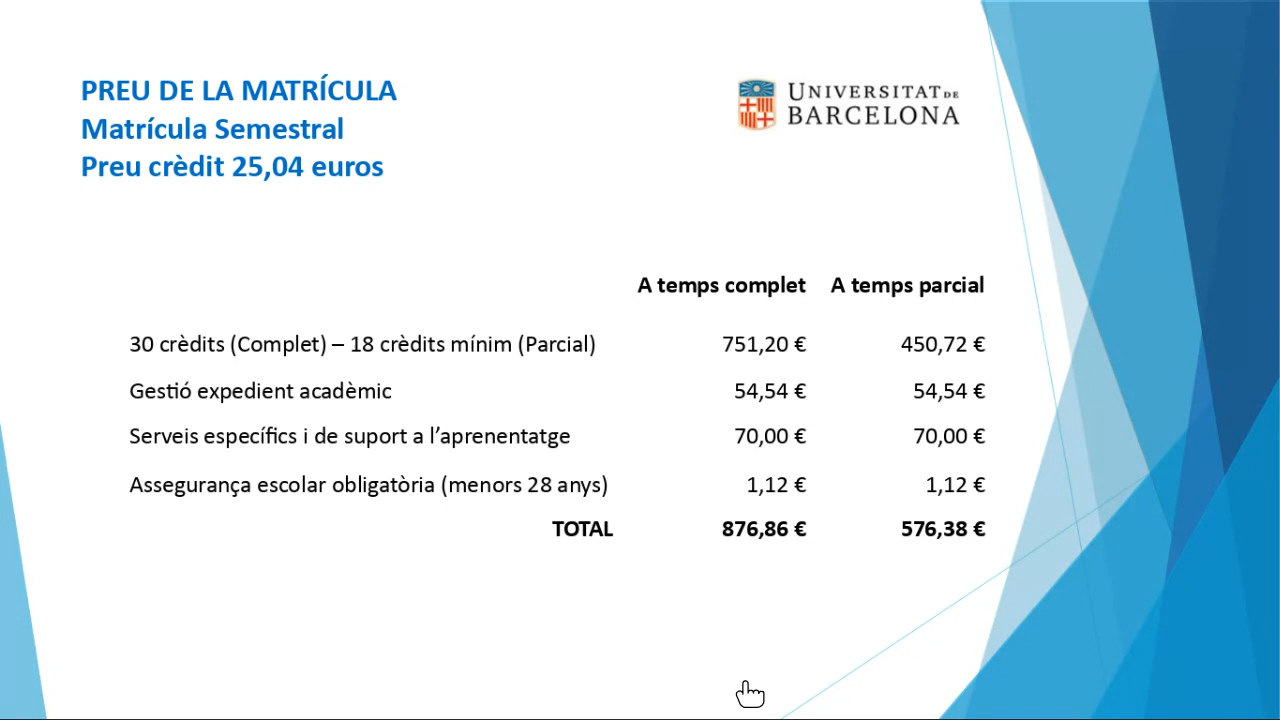 PREU DE LA MATRÍCULA
Matrícula Semestral
Preu crèdit 25,04 euros
UNIVERSITAT DE
BARCELONA
A temps complet A temps parcial
30 crèdits (Complet) – 18 crèdits mínim (Parcial) 751,20 € 450,72 €
Gestió expedient acadèmic 54,54 € 54,54 €
Serveis específics i de suport a l’aprenentatge 70,00 € 70,00 €
Assegurança escolar obligatòria (menors 28 anys) 1,12 € 1,12 €
TOTAL 876,86 € 576,38 €